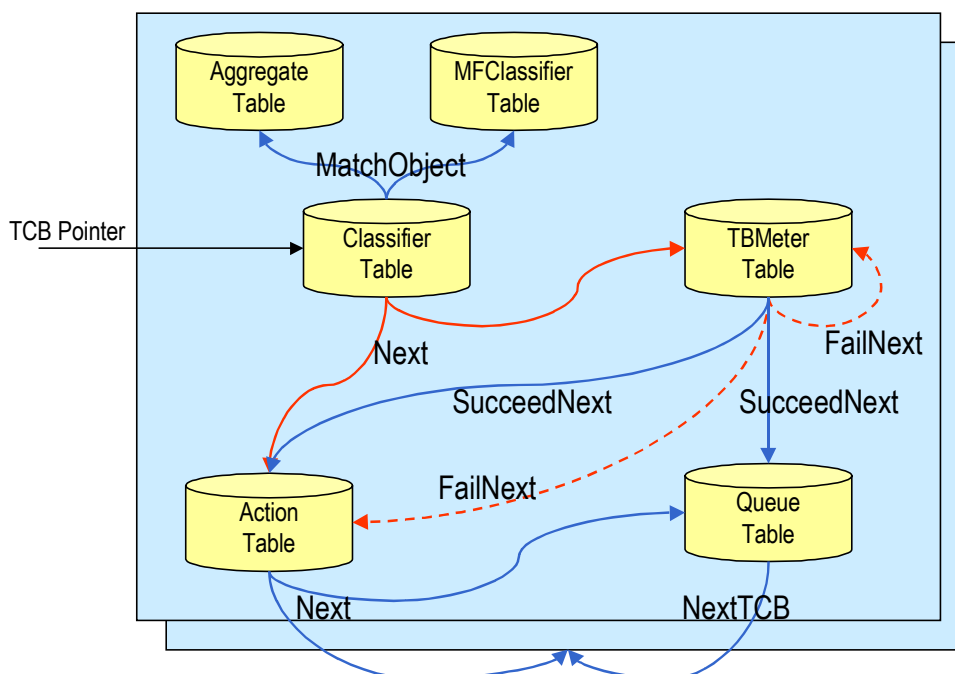 Aggregate
Table
MFClassifier
Table
MatchObject
TCB Pointer
Classifier
Table
TBMeter
Table
Next
FailNext
SucceedNext
SucceedNext
FailNext
Action
Table
Queue
Table
Next
NextTCB